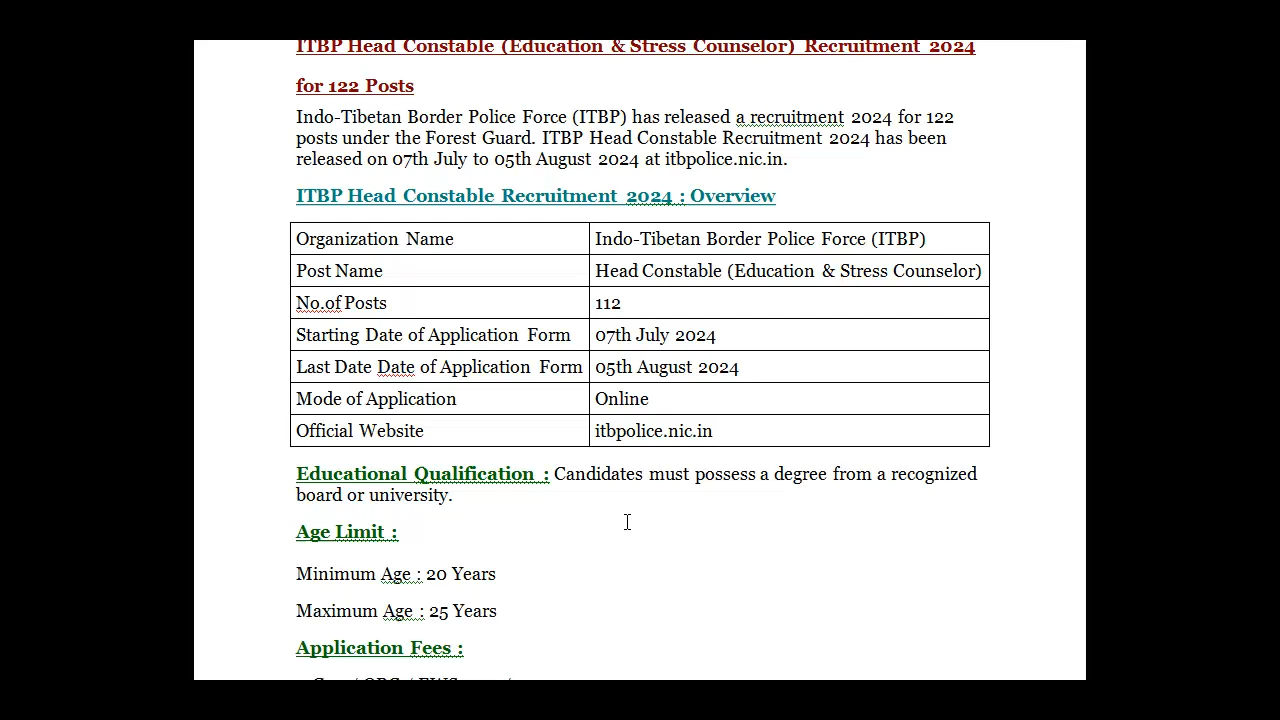 ITBP Head Constable (Education & Stress Counselor) Recruitment 2024
for 122 Posts
Indo-Tibetan Border Police Force (ITBP) has released a recruitment 2024 for 122
posts under the Forest Guard. ITBP Head Constable Recruitment 2024 has been
released on 07th July to 05th August 2024 at itbpolice.nic.in.
ITBP Head Constable Recruitment 2024 : Overview
Organization Name Indo-Tibetan Border Police Force (ITBP)
Post Name Head Constable (Education & Stress Counselor)
No.of Posts 112
Starting Date of Application Form 07th July 2024
Last Date Date of Application Form 05th August 2024
Mode of Application Online
Official Website itbpolice.nic.in
Educational Qualification : Candidates must possess a degree from a recognized
board or university.
Age Limit :
Minimum Age : 20 Years
Maximum Age : 25 Years
Application Fees :